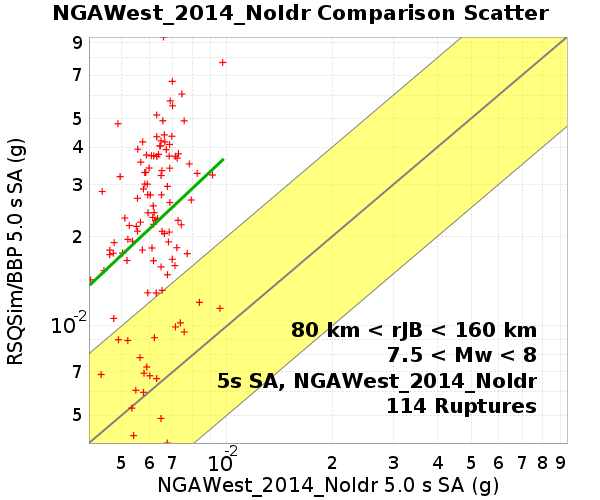 NGAWest_2014_NoIdr Comparison Scatter
RSQSim/BBP 5.0 s SA (g)
9
7
5
4
3
2
10-2
7
5
80 km < rJB < 160 km
7.5 < Mw < 8
5s SA, NGAWest_2014_NoIdr
114 Ruptures
5 6 7 10-2 2 3 4 5 6 7 8 9
NGAWest_2014_NoIdr 5.0 s SA (g)